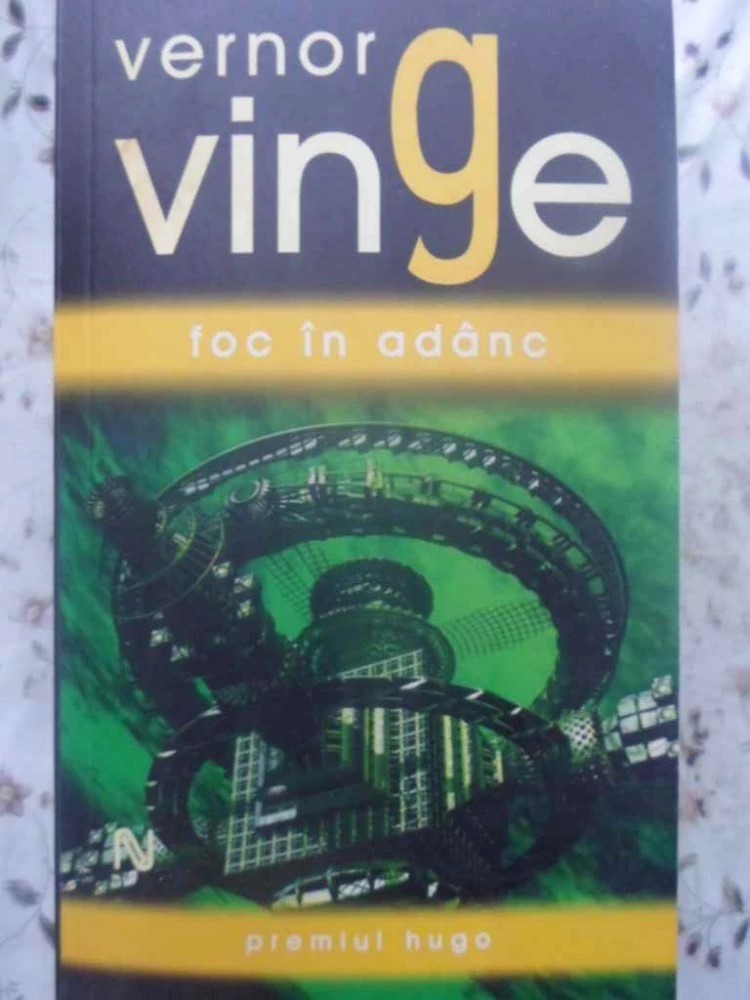 vernor
vinge
foc în adânc
premiul hugo